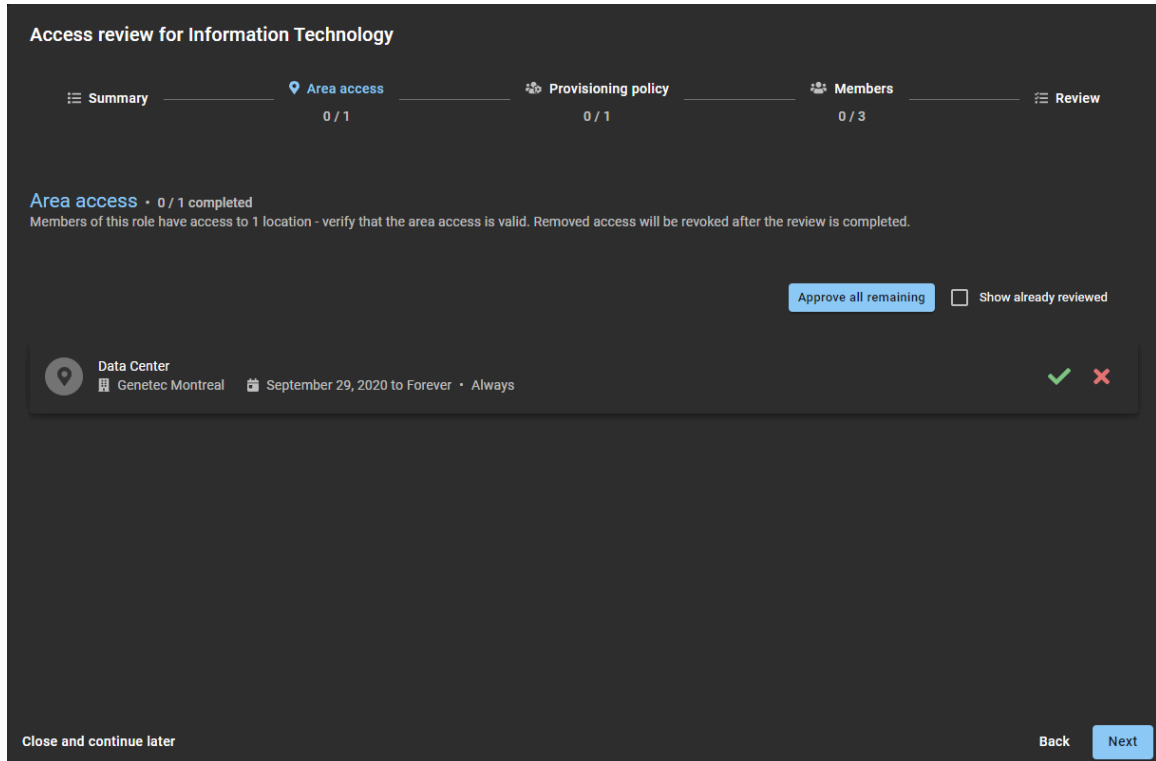 Access review for Information Technology
Summary
Area access
0 / 1
Provisioning policy
0 / 1
Members
0 / 3
Review
Area access • 0 / 1 completed
Members of this role have access to 1 location - verify that the area access is valid. Removed access will be revoked after the review is completed.
Approve all remaining
Show already reviewed
Data Center
Genetec Montreal September 29, 2020 to Forever • Always
Close and continue later
Back
Next